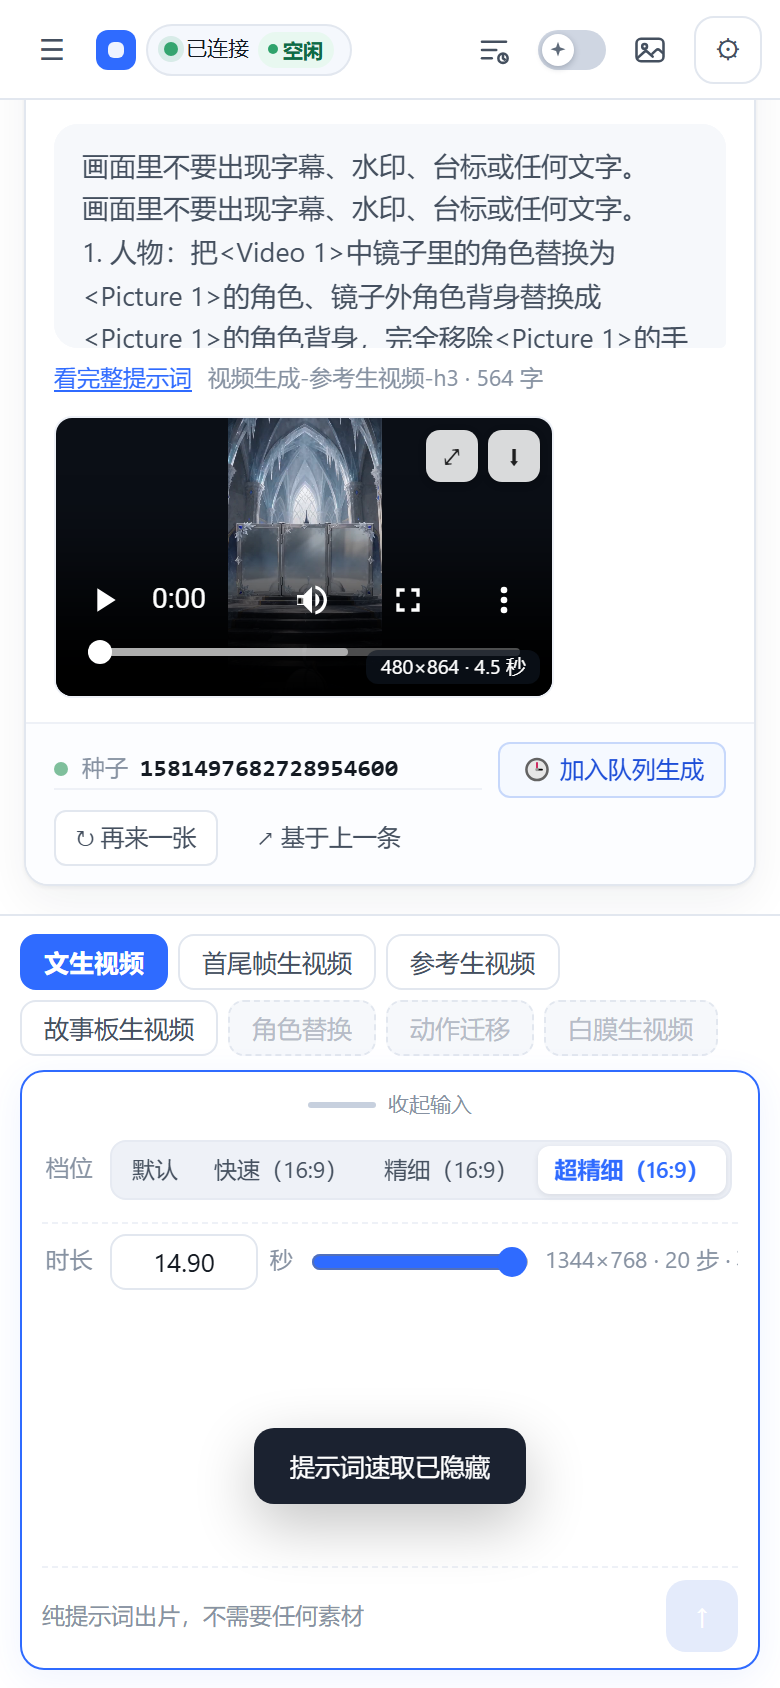 已连接 空闲
画面里不要出现字幕、水印、台标或任何文字。
画面里不要出现字幕、水印、台标或任何文字。
1. 人物：把<Video 1>中镜子里的角色替换为
<Picture 1>的角色、镜子外角色背身替换成
<Picture 1>的角色背身，完全移除<Picture 1>的手
看完整提示词 视频生成-参考生视频-h3 · 564 字
0:00
480×864 · 4.5 秒
种子 1581497682728954600 加入队列生成
再来一张 基于上一条
文生视频 首尾帧生视频 参考生视频
故事板生视频 角色替换 动作迁移 白膜生视频
收起输入
档位 默认 快速（16:9） 精细（16:9） 超精细（16:9）
时长 14.90 秒 1344×768 · 20 步 ·
提示词速取已隐藏
纯提示词出片，不需要任何素材